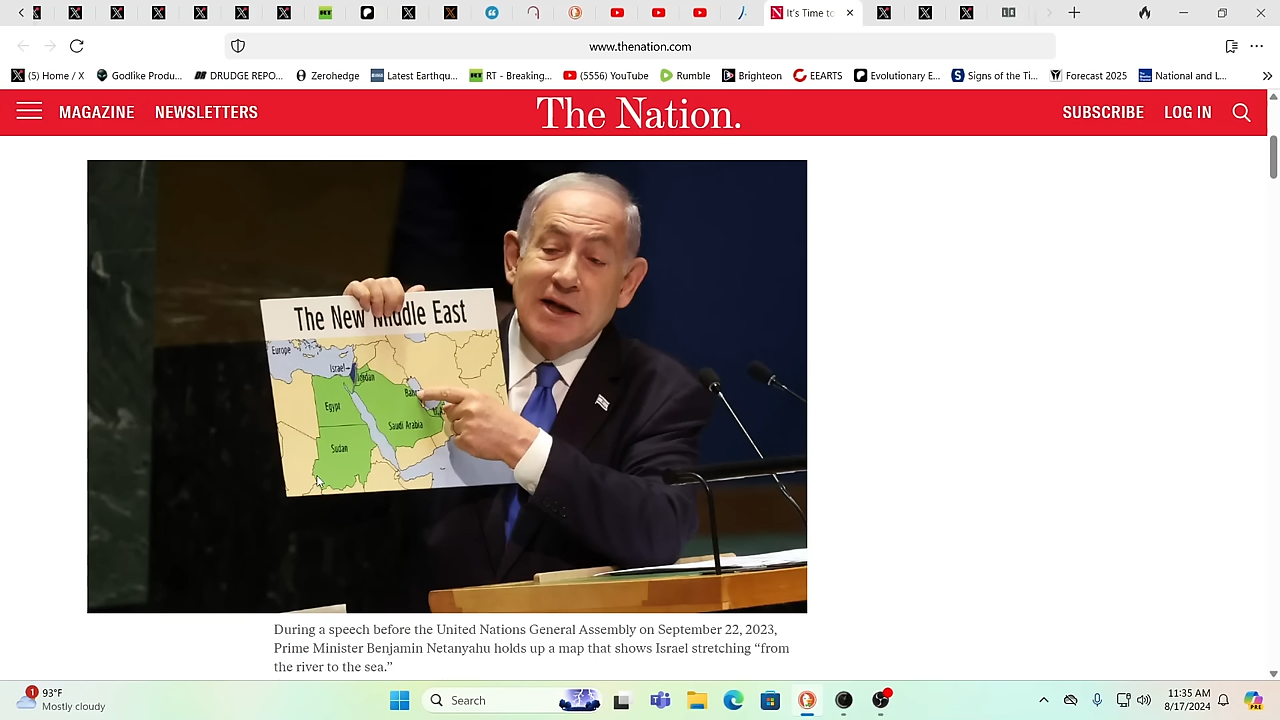 It's Time to
www.thenation.com
(5) Home / X
Godlike Produ...
DRUDGE REPO...
Zerohedge
Latest Earthqu...
RT - Breaking...
(5556) YouTube
Rumble
Brighteon
EEARTS
Evolutionary E...
Signs of the Ti...
Forecast 2025
National and L...
MAGAZINE
NEWSLETTERS
The Nation.
SUBSCRIBE
LOG IN
The New Middle East
Europe
Israel
Jordan
Egypt
Saudi Arabia
Sudan
During a speech before the United Nations General Assembly on September 22, 2023,
Prime Minister Benjamin Netanyahu holds up a map that shows Israel stretching “from
the river to the sea.”
1
93°F
Mostly cloudy
Search
11:35 AM
8/17/2024